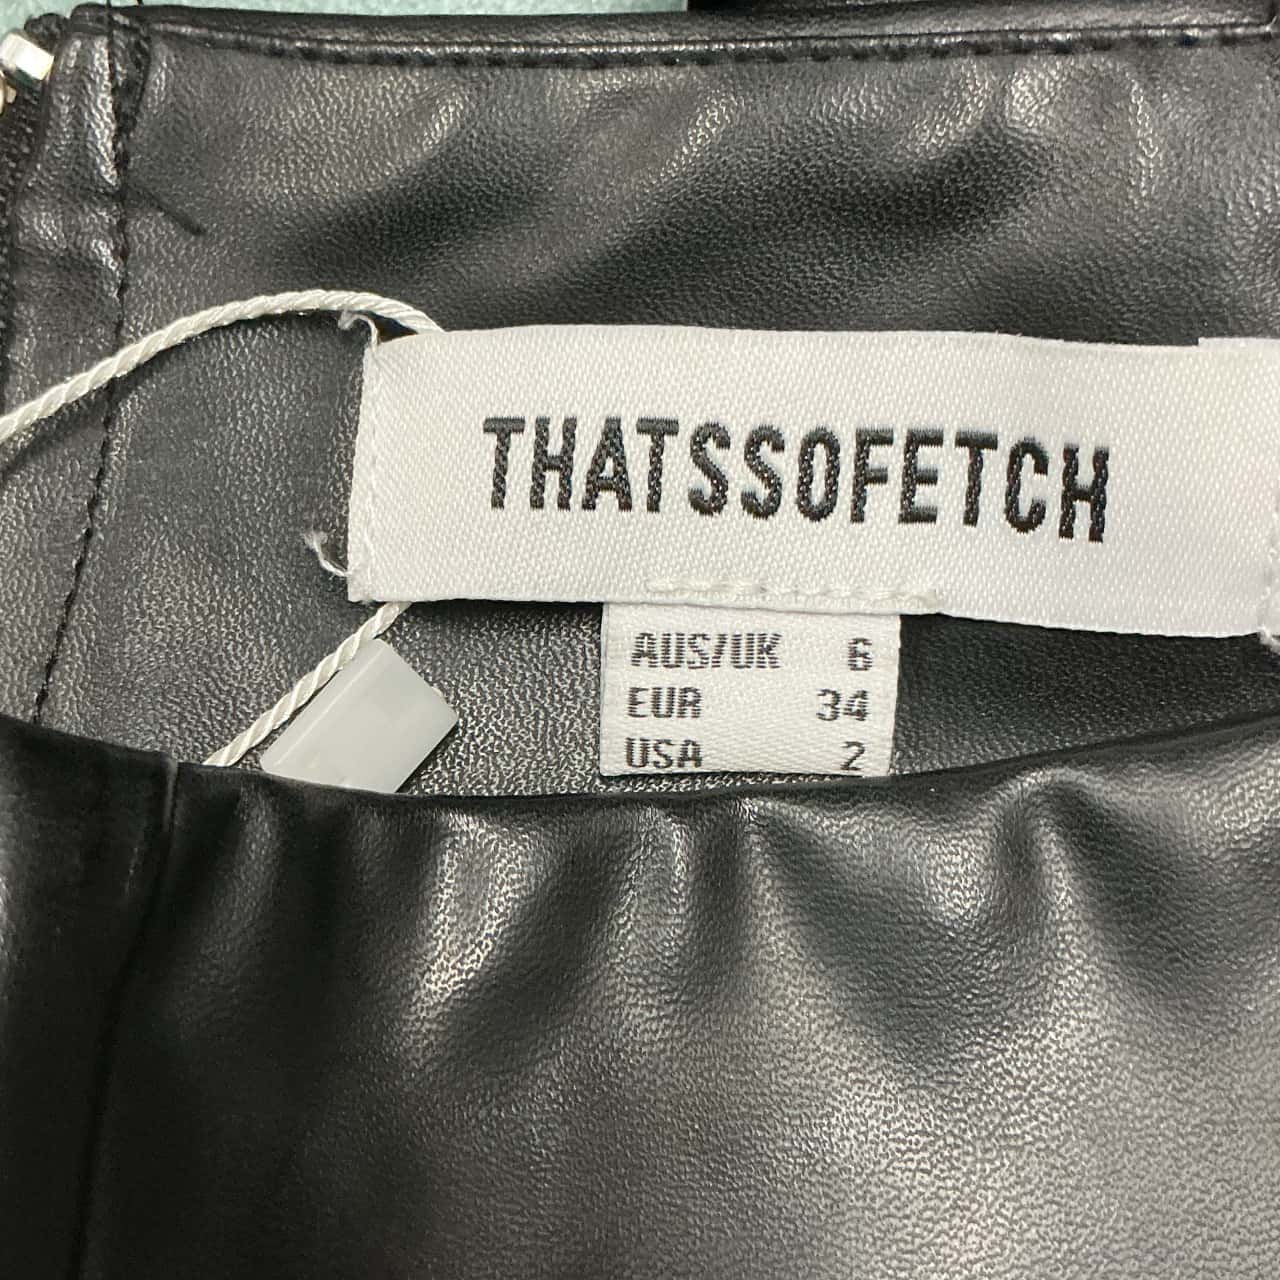 THATSSOFETCH
AUS/UK 6
EUR 34
USA 2